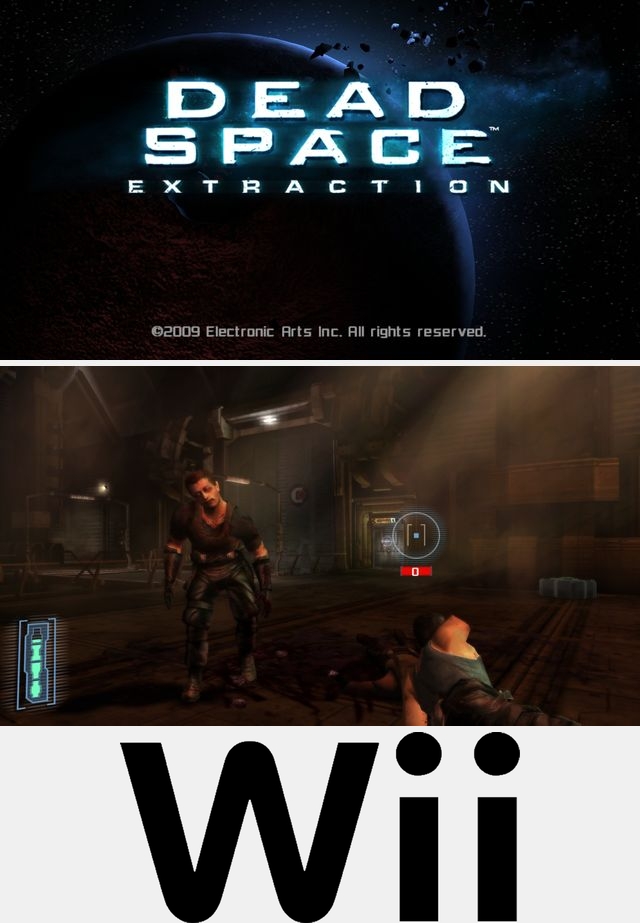 DEAD
SPACE™
EXTRACTION
©2009 Electronic Arts Inc. All rights reserved.
0
Wii